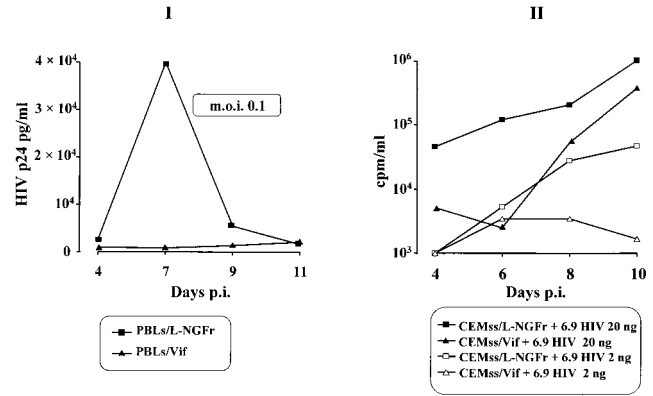 I
HIV p24 pg/ml
4 × 10⁴
3 × 10⁴
2 × 10⁴
10⁴
0
m.o.i. 0.1
4 7 9 11
Days p.i.
PBLs/L-NGFr
PBLs/Vif
II
cpm/ml
10⁶
10⁵
10⁴
10³
4 6 8 10
Days p.i.
CEMss/L-NGFr + 6.9 HIV 20 ng
CEMss/Vif + 6.9 HIV 20 ng
CEMss/L-NGFr + 6.9 HIV 2 ng
CEMss/Vif + 6.9 HIV 2 ng